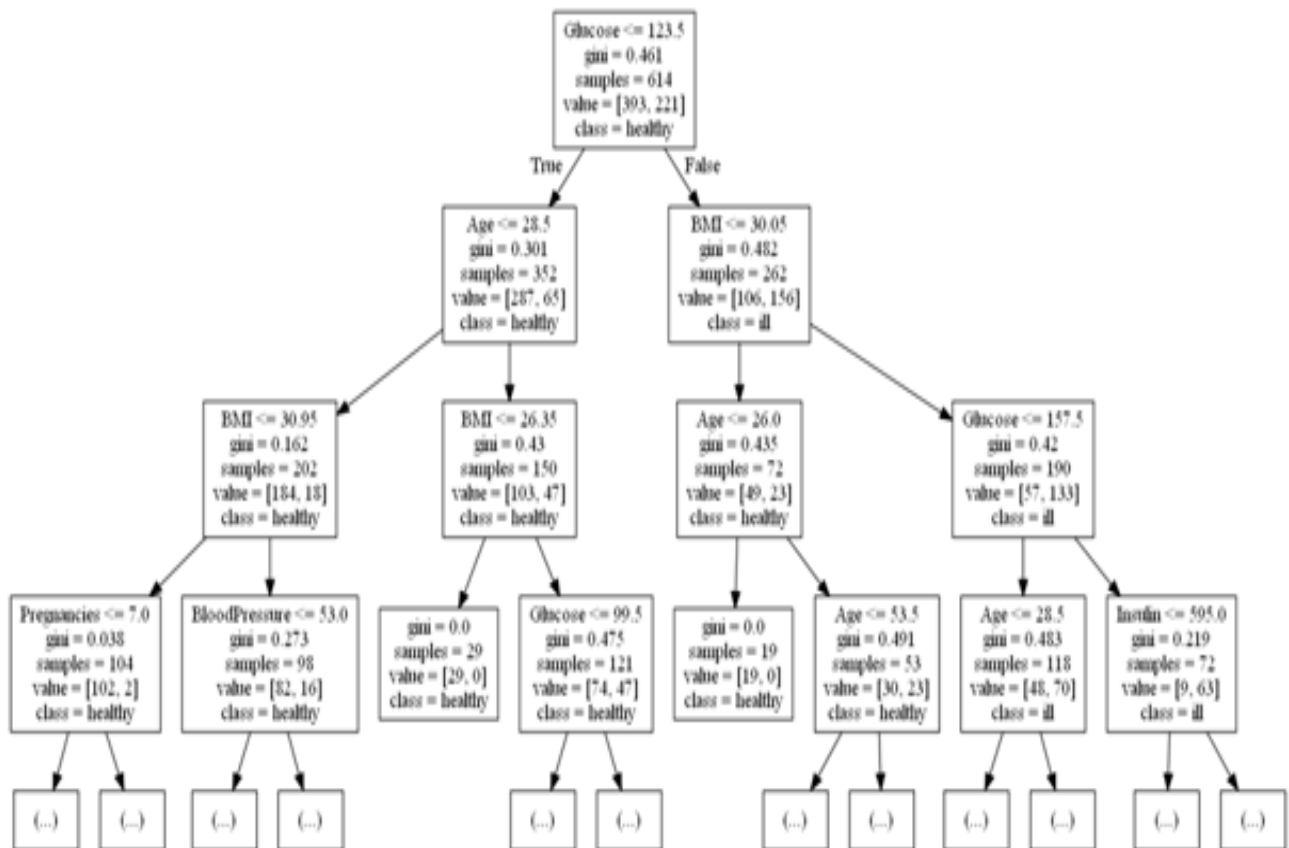 Glucose <= 123.5
gini = 0.461
samples = 614
value = [393, 221]
class = healthy
True
False
Age <= 28.5
gini = 0.301
samples = 352
value = [287, 65]
class = healthy
BMI <= 30.05
gini = 0.482
samples = 262
value = [106, 156]
class = ill
BMI <= 30.95
gini = 0.162
samples = 202
value = [184, 18]
class = healthy
BMI <= 26.35
gini = 0.43
samples = 150
value = [103, 47]
class = healthy
Age <= 26.0
gini = 0.435
samples = 72
value = [49, 23]
class = healthy
Glucose <= 157.5
gini = 0.42
samples = 190
value = [57, 133]
class = ill
Pregnancies <= 7.0
gini = 0.038
samples = 104
value = [102, 2]
class = healthy
BloodPressure <= 53.0
gini = 0.273
samples = 98
value = [82, 16]
class = healthy
gini = 0.0
samples = 29
value = [29, 0]
class = healthy
Glucose <= 99.5
gini = 0.475
samples = 121
value = [74, 47]
class = healthy
gini = 0.0
samples = 19
value = [19, 0]
class = healthy
Age <= 53.5
gini = 0.491
samples = 53
value = [30, 23]
class = healthy
Age <= 28.5
gini = 0.483
samples = 118
value = [48, 70]
class = ill
Insulin <= 595.0
gini = 0.219
samples = 72
value = [9, 63]
class = ill
(...)
(...)
(...)
(...)
(...)
(...)
(...)
(...)
(...)
(...)
(...)
(...)